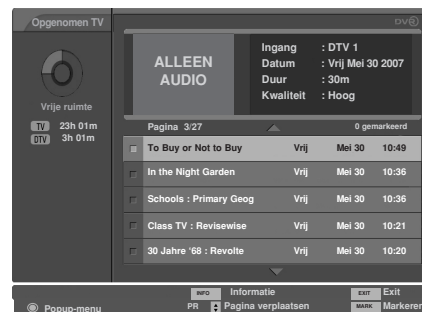 Opgenomen TV
DVR
Vrije ruimte
TV 23h 01m
DTV 3h 01m
ALLEEN
AUDIO
Ingang : DTV 1
Datum : Vrij Mei 30 2007
Duur : 30m
Kwaliteit : Hoog
Pagina 3/27 0 gemarkeerd
To Buy or Not to Buy Vrij Mei 30 10:49
In the Night Garden Vrij Mei 30 10:36
Schools : Primary Geog Vrij Mei 30 10:36
Class TV : Revisewise Vrij Mei 30 10:21
30 Jahre '68 : Revolte Vrij Mei 30 10:20
INFO Informatie EXIT Exit
Popup-menu PR Pagina verplaatsen MARK Markeren